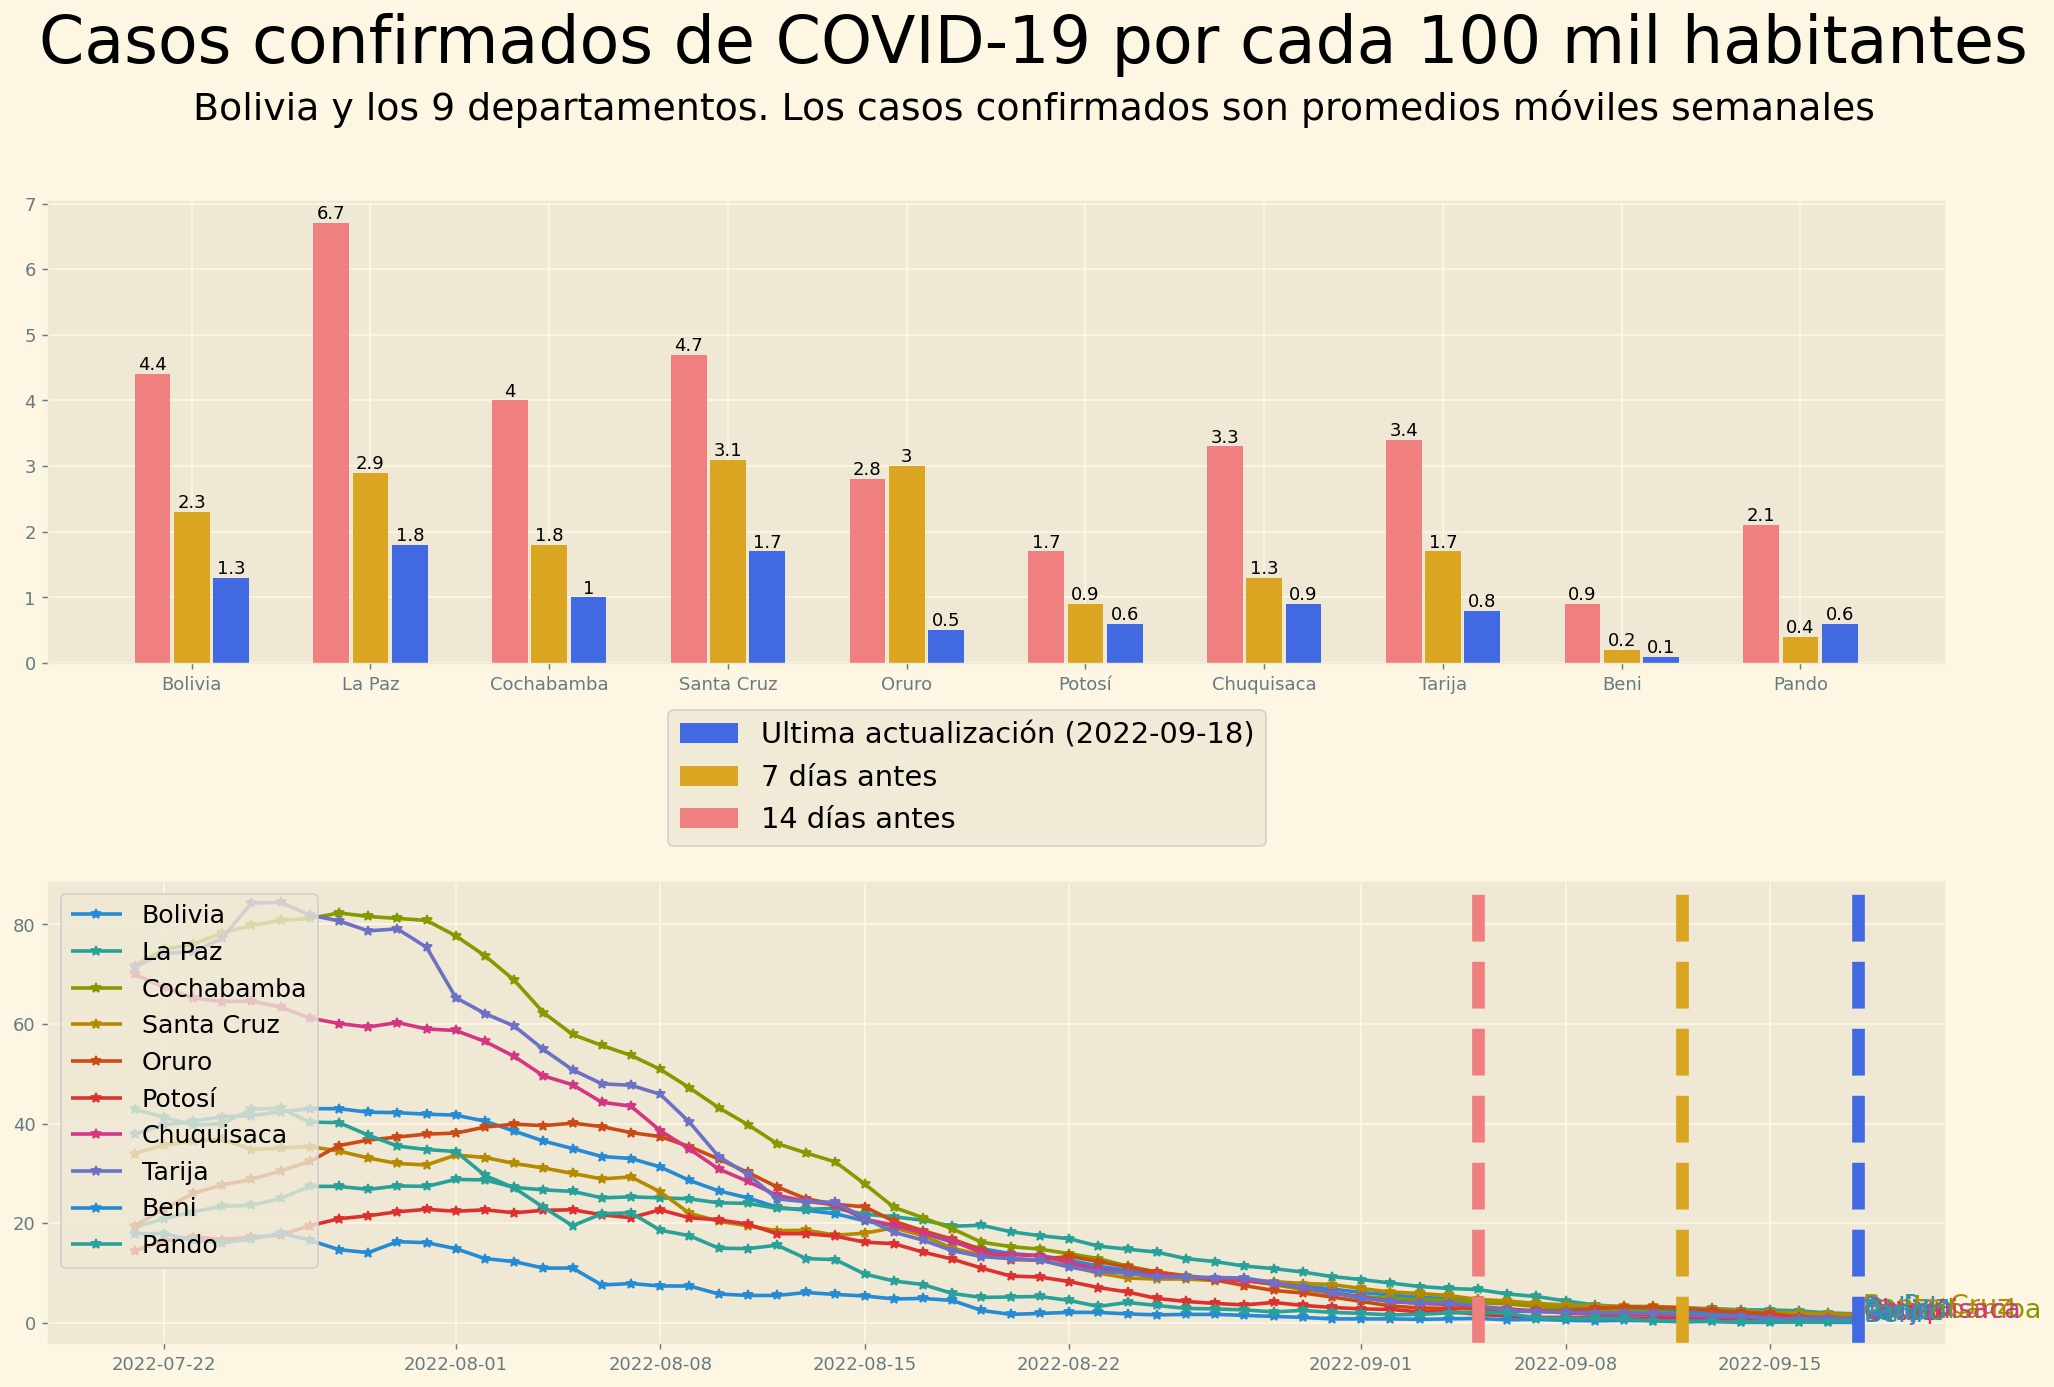 Casos confirmados de COVID-19 por cada 100 mil habitantes
Bolivia y los 9 departamentos. Los casos confirmados son promedios móviles semanales
7
6
5
4
3
2
1
0
4.4 2.3 1.3
6.7 2.9 1.8
4 1.8 1
4.7 3.1 1.7
2.8 3 0.5
1.7 0.9 0.6
3.3 1.3 0.9
3.4 1.7 0.8
0.9 0.2 0.1
2.1 0.4 0.6
Bolivia La Paz Cochabamba Santa Cruz Oruro Potosí Chuquisaca Tarija Beni Pando
Ultima actualización (2022-09-18)
7 días antes
14 días antes
80
60
40
20
0
Bolivia
La Paz
Cochabamba
Santa Cruz
Oruro
Potosí
Chuquisaca
Tarija
Beni
Pando
2022-07-22 2022-08-01 2022-08-08 2022-08-15 2022-08-22 2022-09-01 2022-09-08 2022-09-15